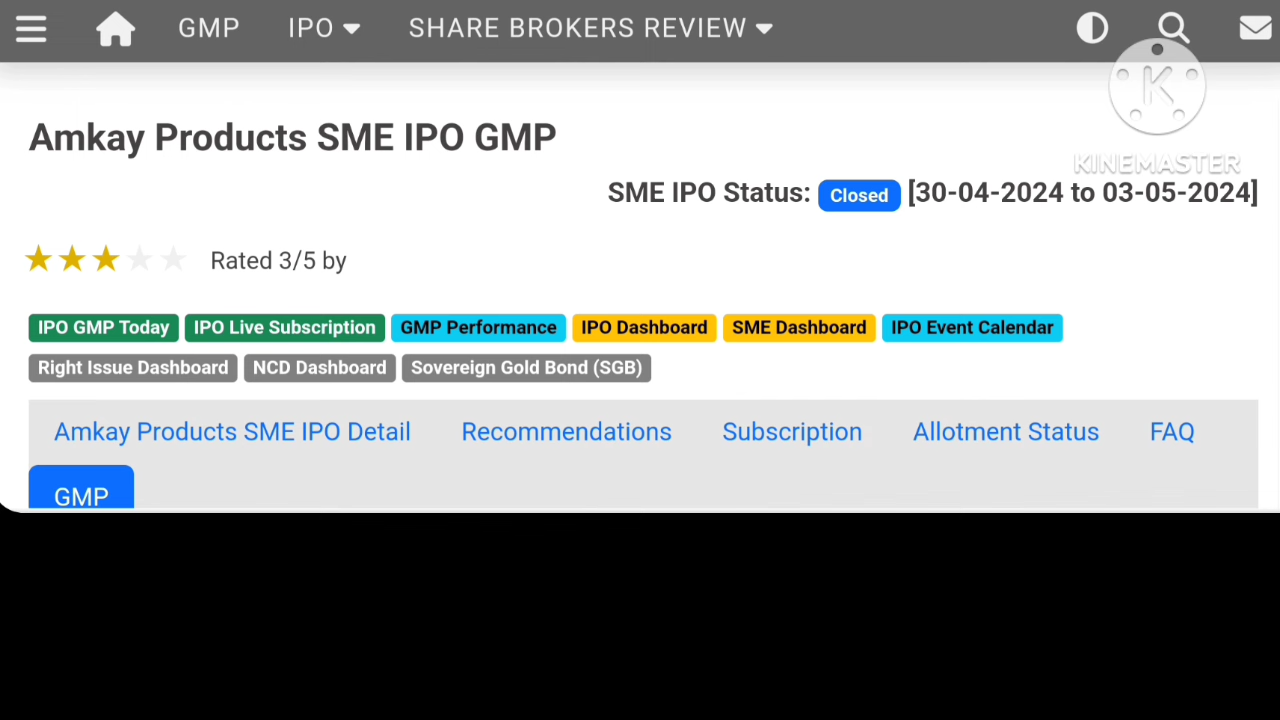 GMP IPO SHARE BROKERS REVIEW
K
KINEMASTER
Amkay Products SME IPO GMP
SME IPO Status: Closed [30-04-2024 to 03-05-2024]
Rated 3/5 by
IPO GMP Today IPO Live Subscription GMP Performance IPO Dashboard SME Dashboard IPO Event Calendar
Right Issue Dashboard NCD Dashboard Sovereign Gold Bond (SGB)
Amkay Products SME IPO Detail Recommendations Subscription Allotment Status FAQ
GMP